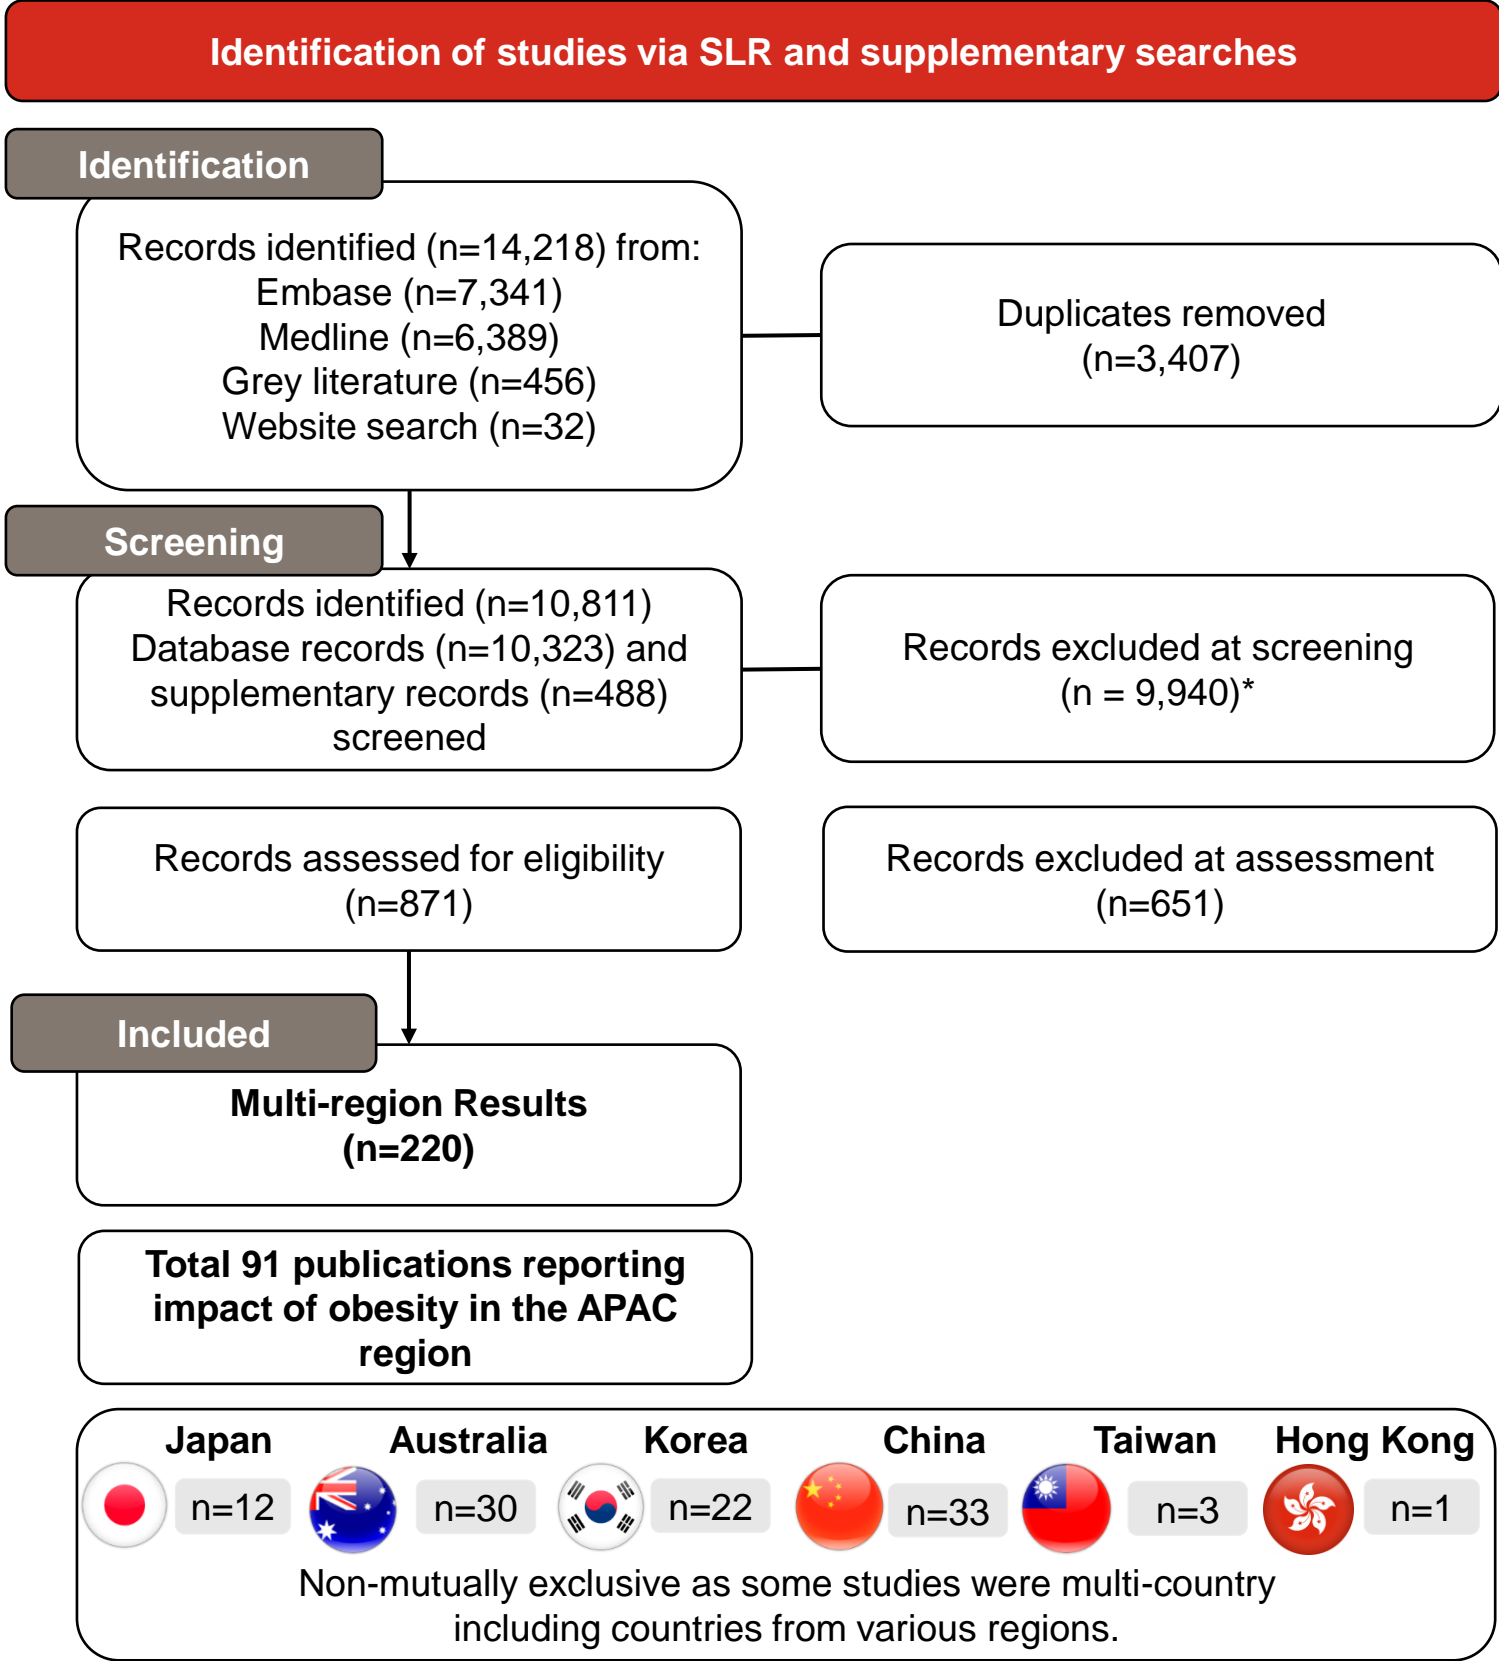 Identification of studies via SLR and supplementary searches
Identification
Records identified (n=14,218) from:
Embase (n=7,341)
Medline (n=6,389)
Grey literature (n=456)
Website search (n=32)
Duplicates removed
(n=3,407)
Screening
Records identified (n=10,811)
Database records (n=10,323) and
supplementary records (n=488)
screened
Records excluded at screening
(n = 9,940)*
Records assessed for eligibility
(n=871)
Records excluded at assessment
(n=651)
Included
Multi-region Results
(n=220)
Total 91 publications reporting
impact of obesity in the APAC
region
Japan Australia Korea China Taiwan Hong Kong
n=12 n=30 n=22 n=33 n=3 n=1
Non-mutually exclusive as some studies were multi-country
including countries from various regions.